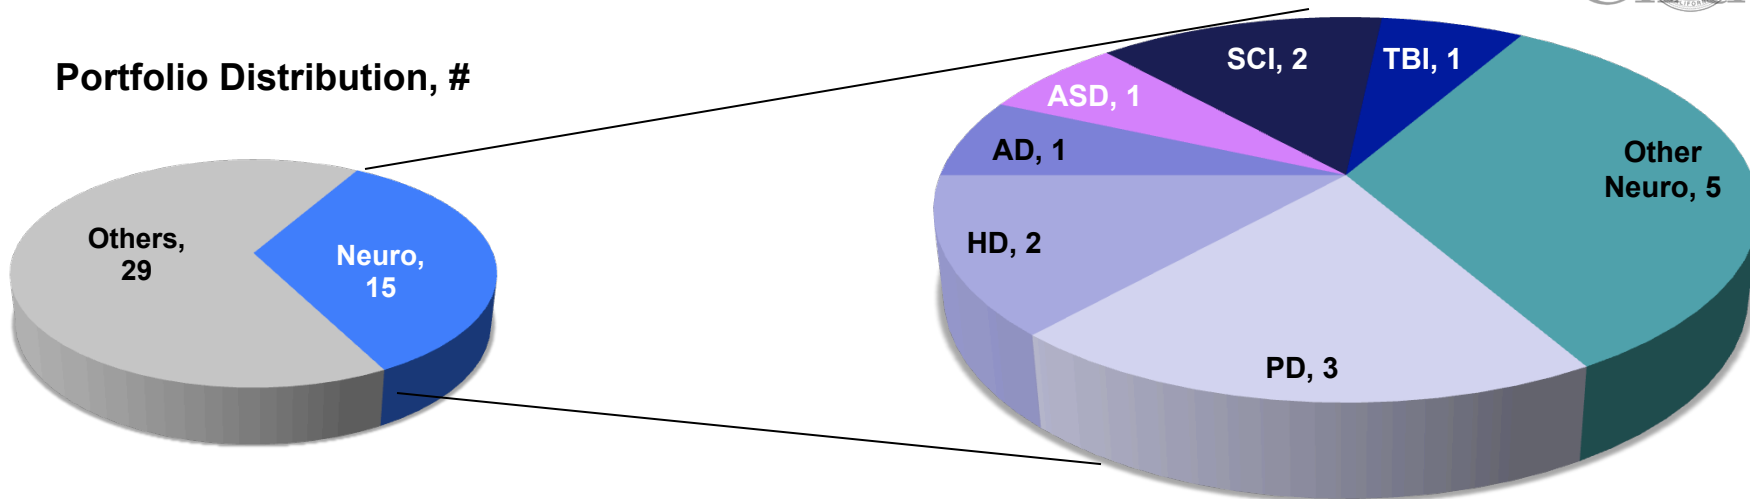 Portfolio Distribution, #
Others,
29
Neuro,
15
SCI, 2
TBI, 1
ASD, 1
AD, 1
Other
Neuro, 5
HD, 2
PD, 3